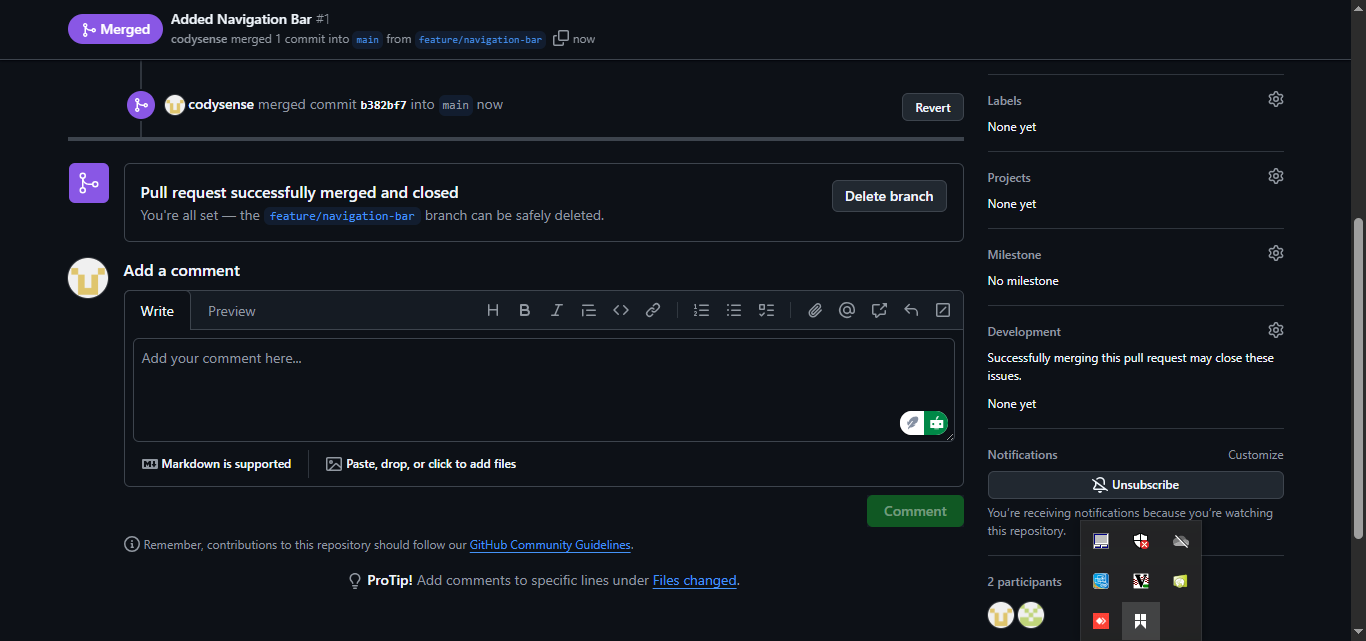 Merged
Added Navigation Bar #1
codysense merged 1 commit into main from feature/navigation-bar now
codysense merged commit b382bf7 into main now
Revert
Pull request successfully merged and closed
You're all set — the feature/navigation-bar branch can be safely deleted.
Delete branch
Add a comment
Write
Preview
Add your comment here...
Markdown is supported
Paste, drop, or click to add files
Comment
Remember, contributions to this repository should follow our GitHub Community Guidelines.
ProTip! Add comments to specific lines under Files changed.
Labels
None yet
Projects
None yet
Milestone
No milestone
Development
Successfully merging this pull request may close these
issues.
None yet
Notifications
Customize
Unsubscribe
You're receiving notifications because you're watching
this repository.
2 participants